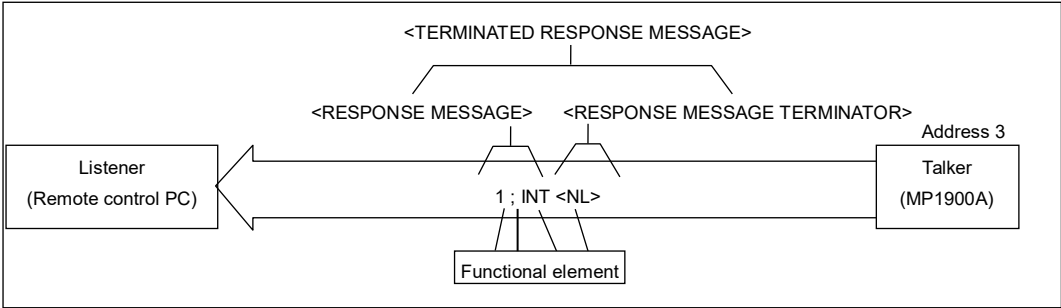 <TERMINATED RESPONSE MESSAGE>
<RESPONSE MESSAGE> <RESPONSE MESSAGE TERMINATOR>
Address 3
Listener
(Remote control PC)
Talker
(MP1900A)
1 ; INT <NL>
Functional element